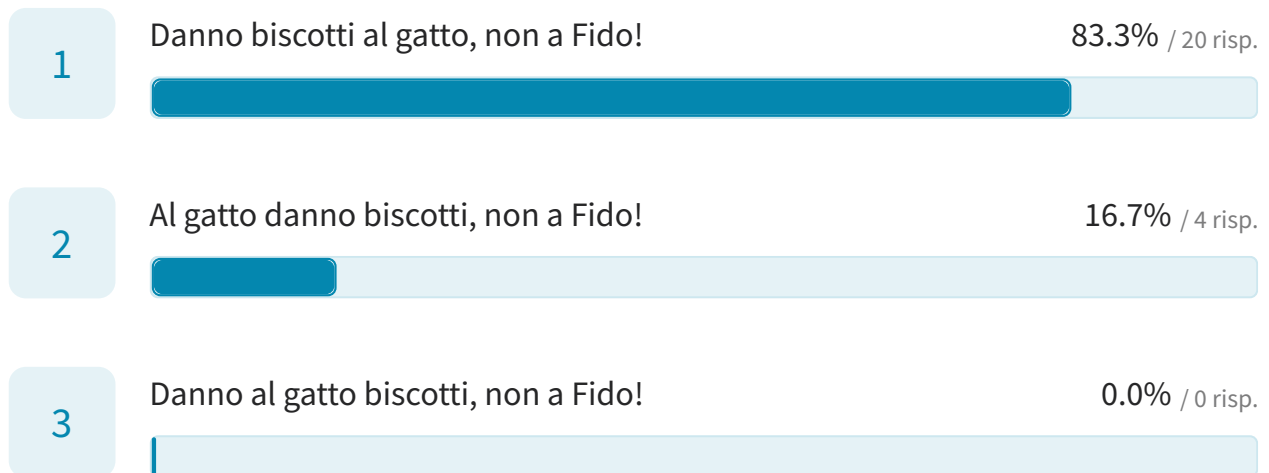 1
Danno biscotti al gatto, non a Fido! 83.3% / 20 risp.
2
Al gatto danno biscotti, non a Fido! 16.7% / 4 risp.
3
Danno al gatto biscotti, non a Fido! 0.0% / 0 risp.